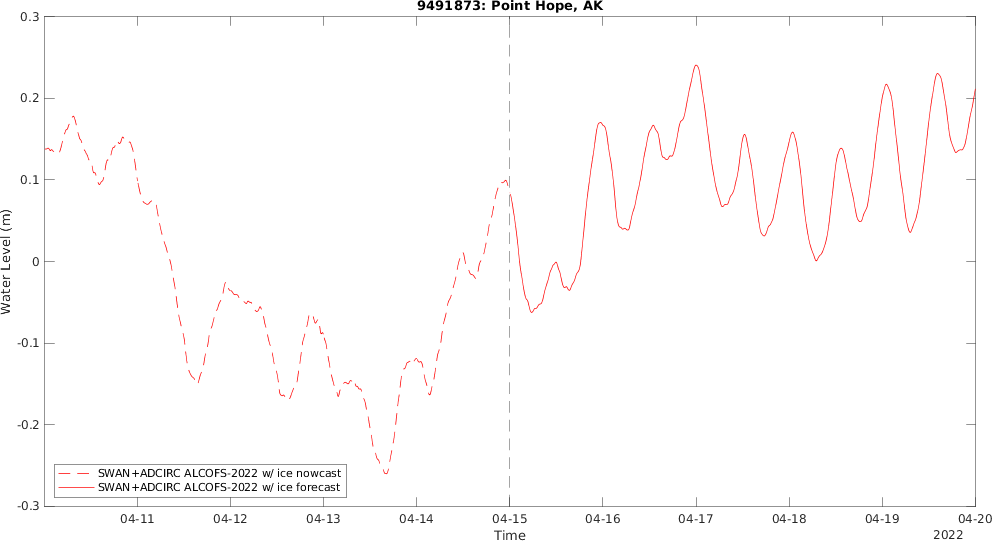 9491873: Point Hope, AK
0.3
0.2
0.1
0
-0.1
-0.2
-0.3
Water Level (m)
SWAN+ADCIRC ALCOFS-2022 w/ ice nowcast
SWAN+ADCIRC ALCOFS-2022 w/ ice forecast
04-11 04-12 04-13 04-14 04-15 04-16 04-17 04-18 04-19 04-20
Time
2022